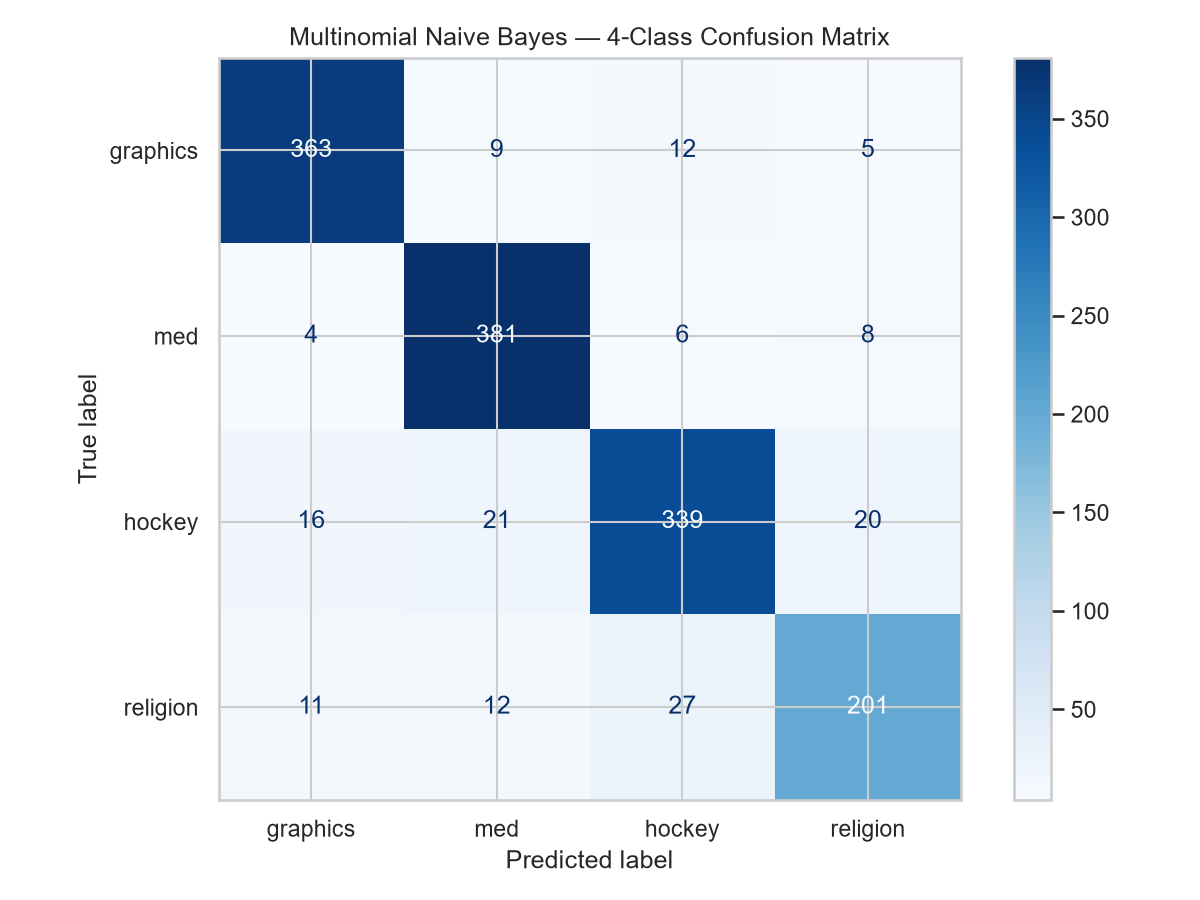 Multinomial Naive Bayes — 4-Class Confusion Matrix
True label
graphics 363 9 12 5
med 4 381 6 8
hockey 16 21 339 20
religion 11 12 27 201
graphics med hockey religion
Predicted label
350
300
250
200
150
100
50